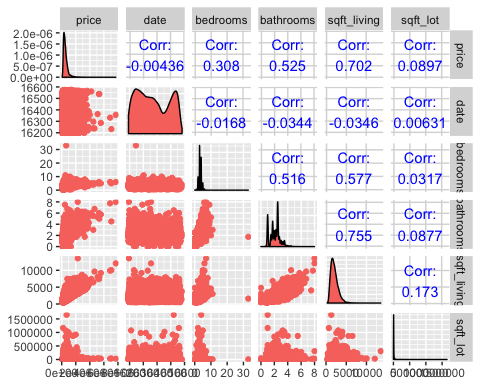 price date bedrooms bathrooms sqft_living sqft_lot
2.0e-06
1.5e-06
1.0e-06
5.0e-07
0.0e+00
Corr:
-0.00436
Corr:
0.308
Corr:
0.525
Corr:
0.702
Corr:
0.0897
price
16600
16500
16400
16300
16200
Corr:
-0.0168
Corr:
-0.0344
Corr:
-0.0346
Corr:
0.00631
date
30
20
10
0
Corr:
0.516
Corr:
0.577
Corr:
0.0317
bedrooms
8
6
4
2
0
Corr:
0.755
Corr:
0.0877
bathrooms
10000
5000
0
Corr:
0.173
sqft_living
1500000
1000000
500000
0
sqft_lot
0 10 20 30 0 2 4 6 8